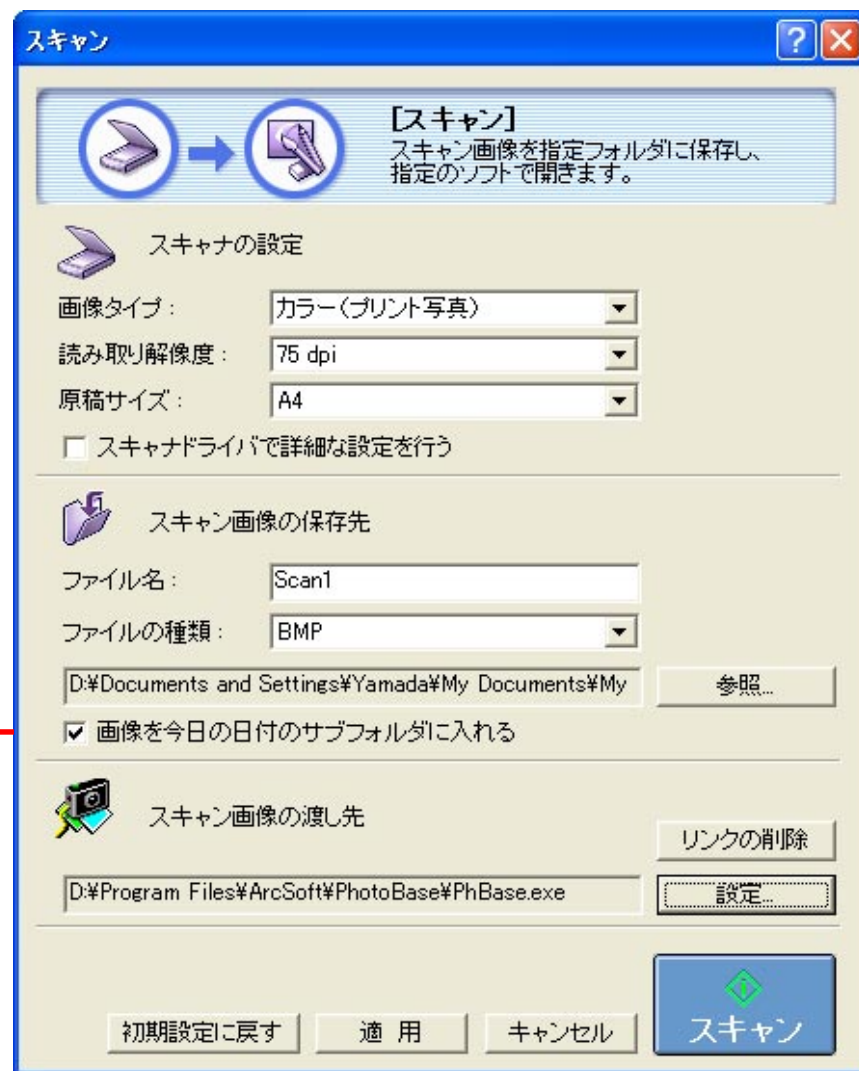 スキャン
[スキャン]
スキャン画像を指定フォルダに保存し、
指定のソフトで開きます。
スキャナの設定
画像タイプ： カラー(プリント写真)
読み取り解像度： 75 dpi
原稿サイズ： A4
スキャナドライバで詳細な設定を行う
スキャン画像の保存先
ファイル名： Scan1
ファイルの種類： BMP
D:¥Documents and Settings¥Yamada¥My Documents¥My 参照...
画像を今日の日付のサブフォルダに入れる
スキャン画像の渡し先
リンクの削除
D:¥Program Files¥ArcSoft¥PhotoBase¥PhBase.exe 設定...
初期設定に戻す 適 用 キャンセル スキャン